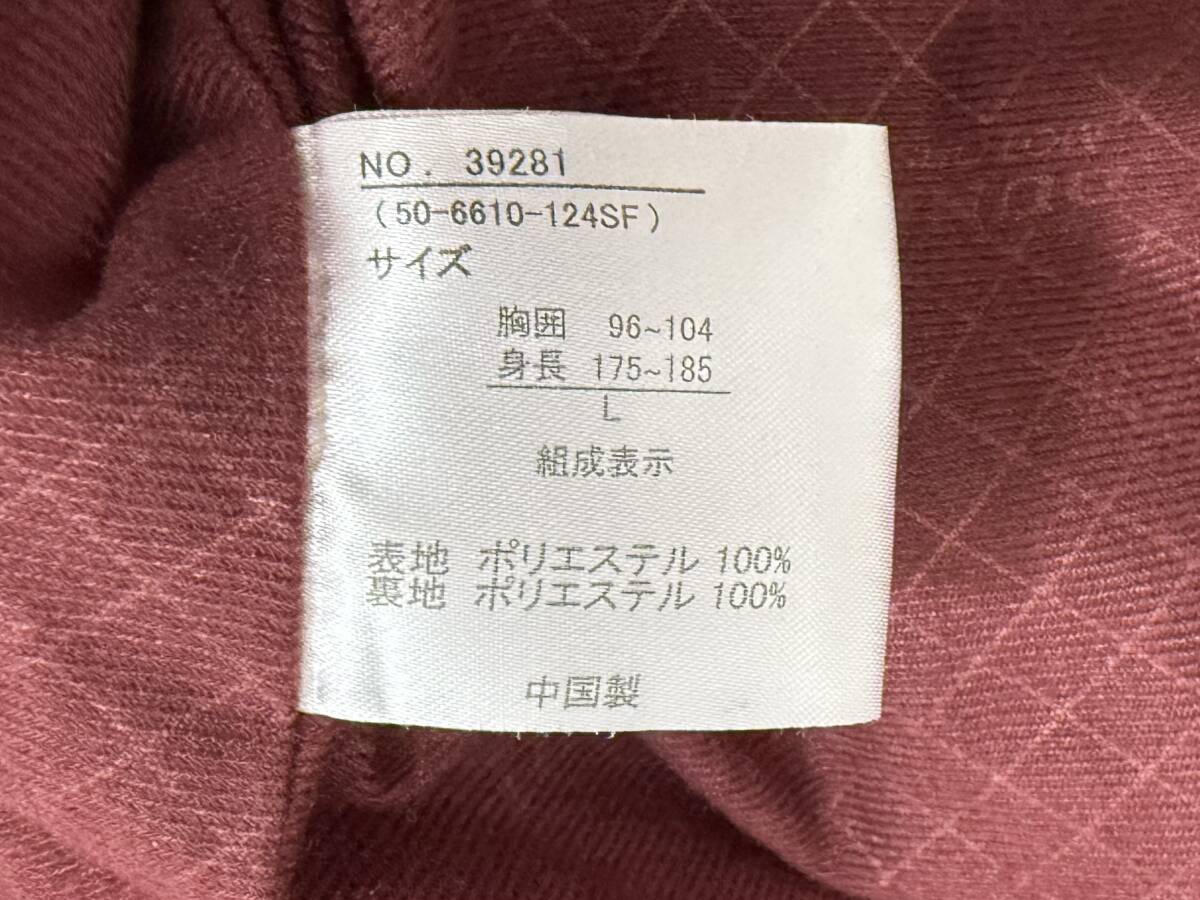 NO. 39281
(50-6610-124SF)
サイズ
胸囲 96~104
身長 175~185
L
組成表示
表地 ポリエステル 100%
裏地 ポリエステル 100%
中国製